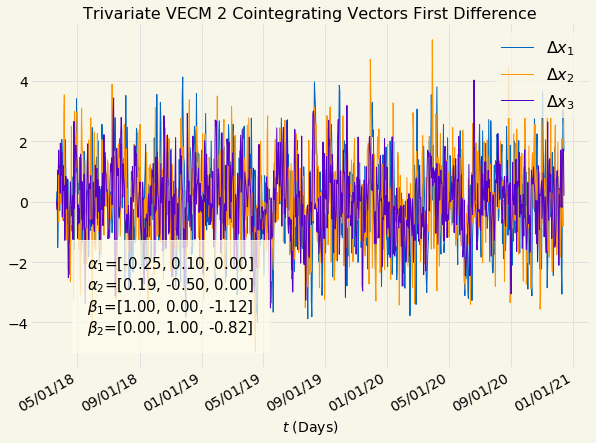 Trivariate VECM 2 Cointegrating Vectors First Difference
Δx₁
Δx₂
Δx₃
4
2
0
−2
−4
α₁=[-0.25, 0.10, 0.00]
α₂=[0.19, -0.50, 0.00]
β₁=[1.00, 0.00, -1.12]
β₂=[0.00, 1.00, -0.82]
05/01/18 09/01/18 01/01/19 05/01/19 09/01/19 01/01/20 05/01/20 09/01/20 01/01/21
t (Days)